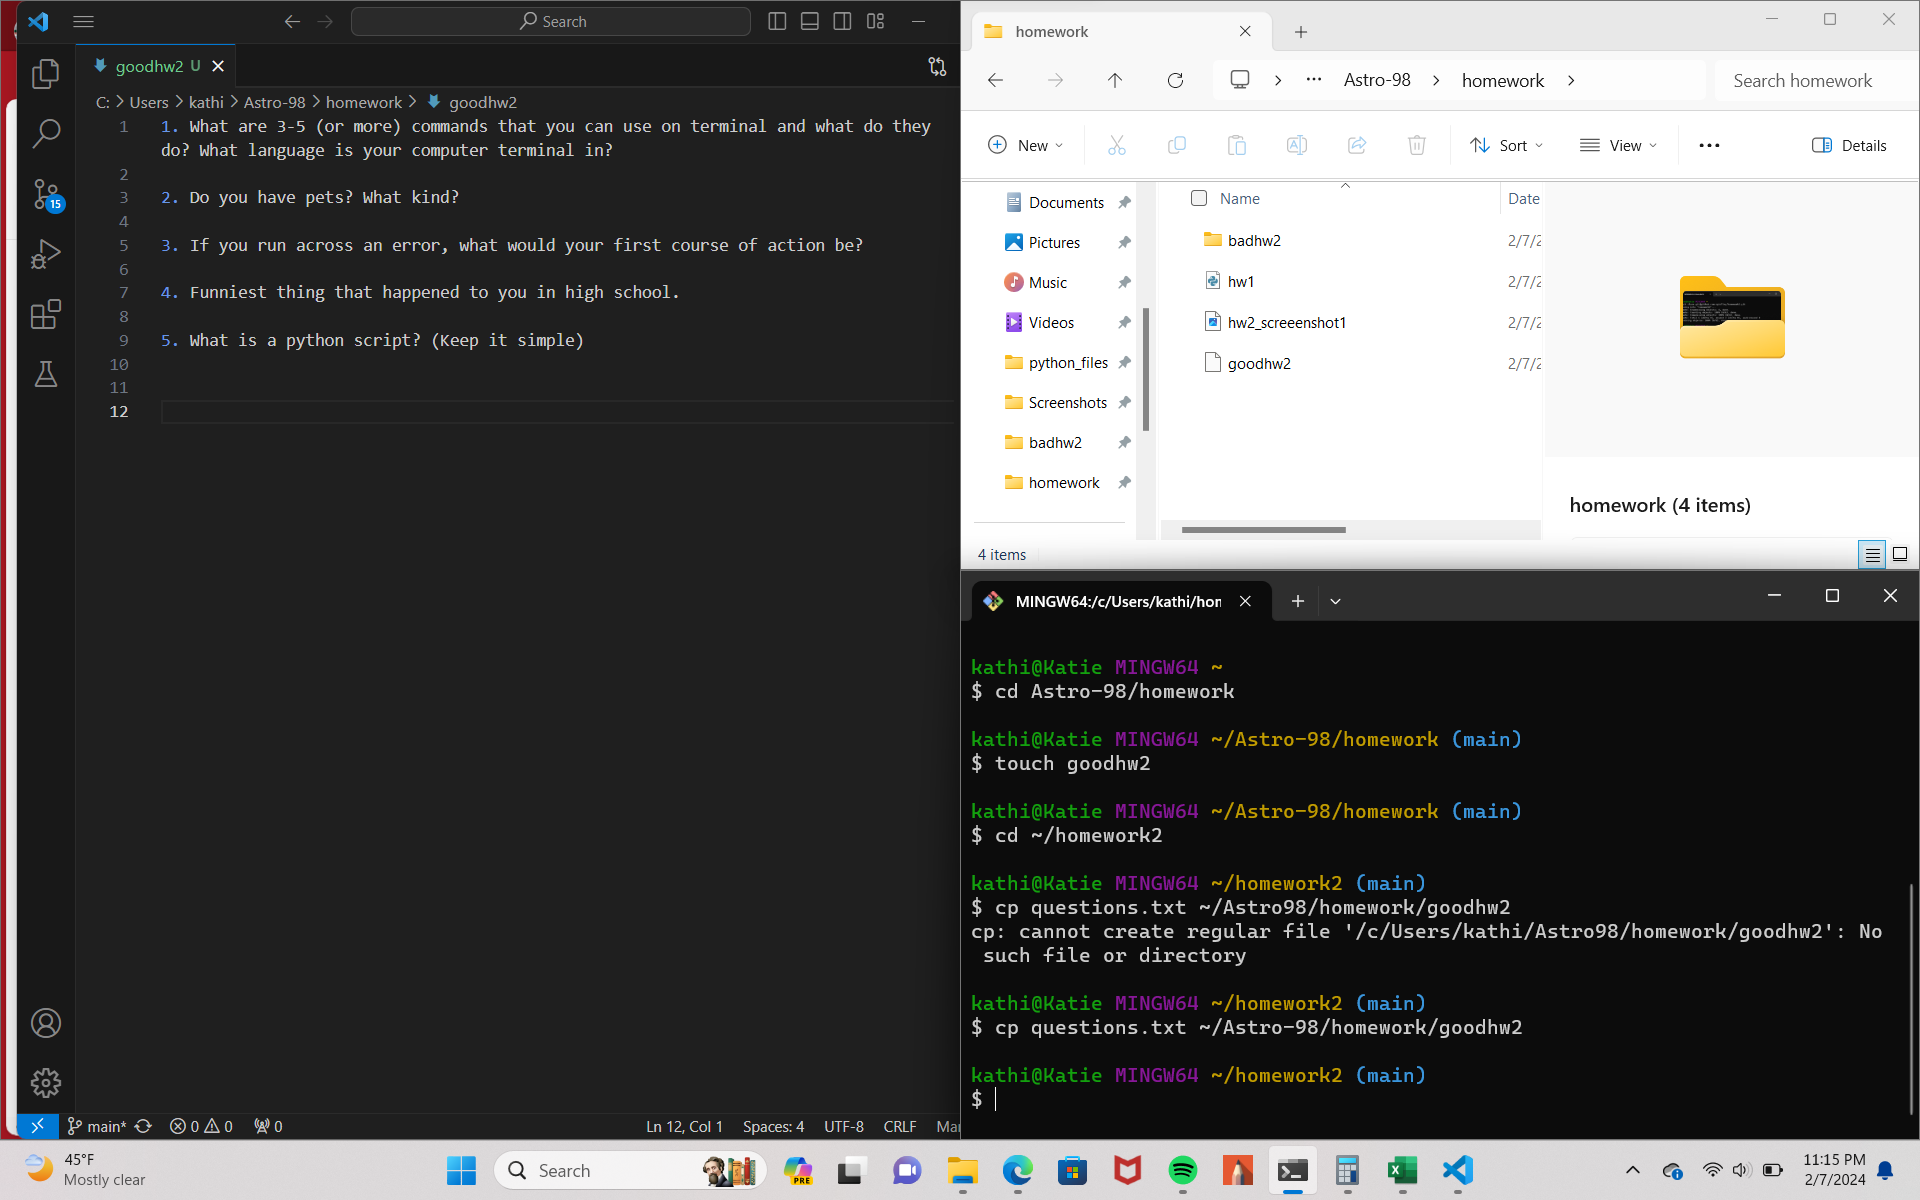 Search
goodhw2 U
C: > Users > kathi > Astro-98 > homework > goodhw2
1 1. What are 3-5 (or more) commands that you can use on terminal and what do they
do? What language is your computer terminal in?
2
3 2. Do you have pets? What kind?
4
5 3. If you run across an error, what would your first course of action be?
6
7 4. Funniest thing that happened to you in high school.
8
9 5. What is a python script? (Keep it simple)
10
11
12
15
main* 0 0 0
Ln 12, Col 1 Spaces: 4 UTF-8 CRLF Ma
homework
Astro-98 > homework >
Search homework
New
Sort
View
Details
Documents
Pictures
Music
Videos
python_files
Screenshots
badhw2
homework
Name Date
badhw2 2/7/2
hw1 2/7/2
hw2_screeenshot1 2/7/2
goodhw2 2/7/2
homework (4 items)
4 items
MINGW64:/c/Users/kathi/hom
kathi@Katie MINGW64 ~
$ cd Astro-98/homework
kathi@Katie MINGW64 ~/Astro-98/homework (main)
$ touch goodhw2
kathi@Katie MINGW64 ~/Astro-98/homework (main)
$ cd ~/homework2
kathi@Katie MINGW64 ~/homework2 (main)
$ cp questions.txt ~/Astro98/homework/goodhw2
cp: cannot create regular file '/c/Users/kathi/Astro98/homework/goodhw2': No
such file or directory
kathi@Katie MINGW64 ~/homework2 (main)
$ cp questions.txt ~/Astro-98/homework/goodhw2
kathi@Katie MINGW64 ~/homework2 (main)
$
45°F
Mostly clear
Search
PRE
11:15 PM
2/7/2024